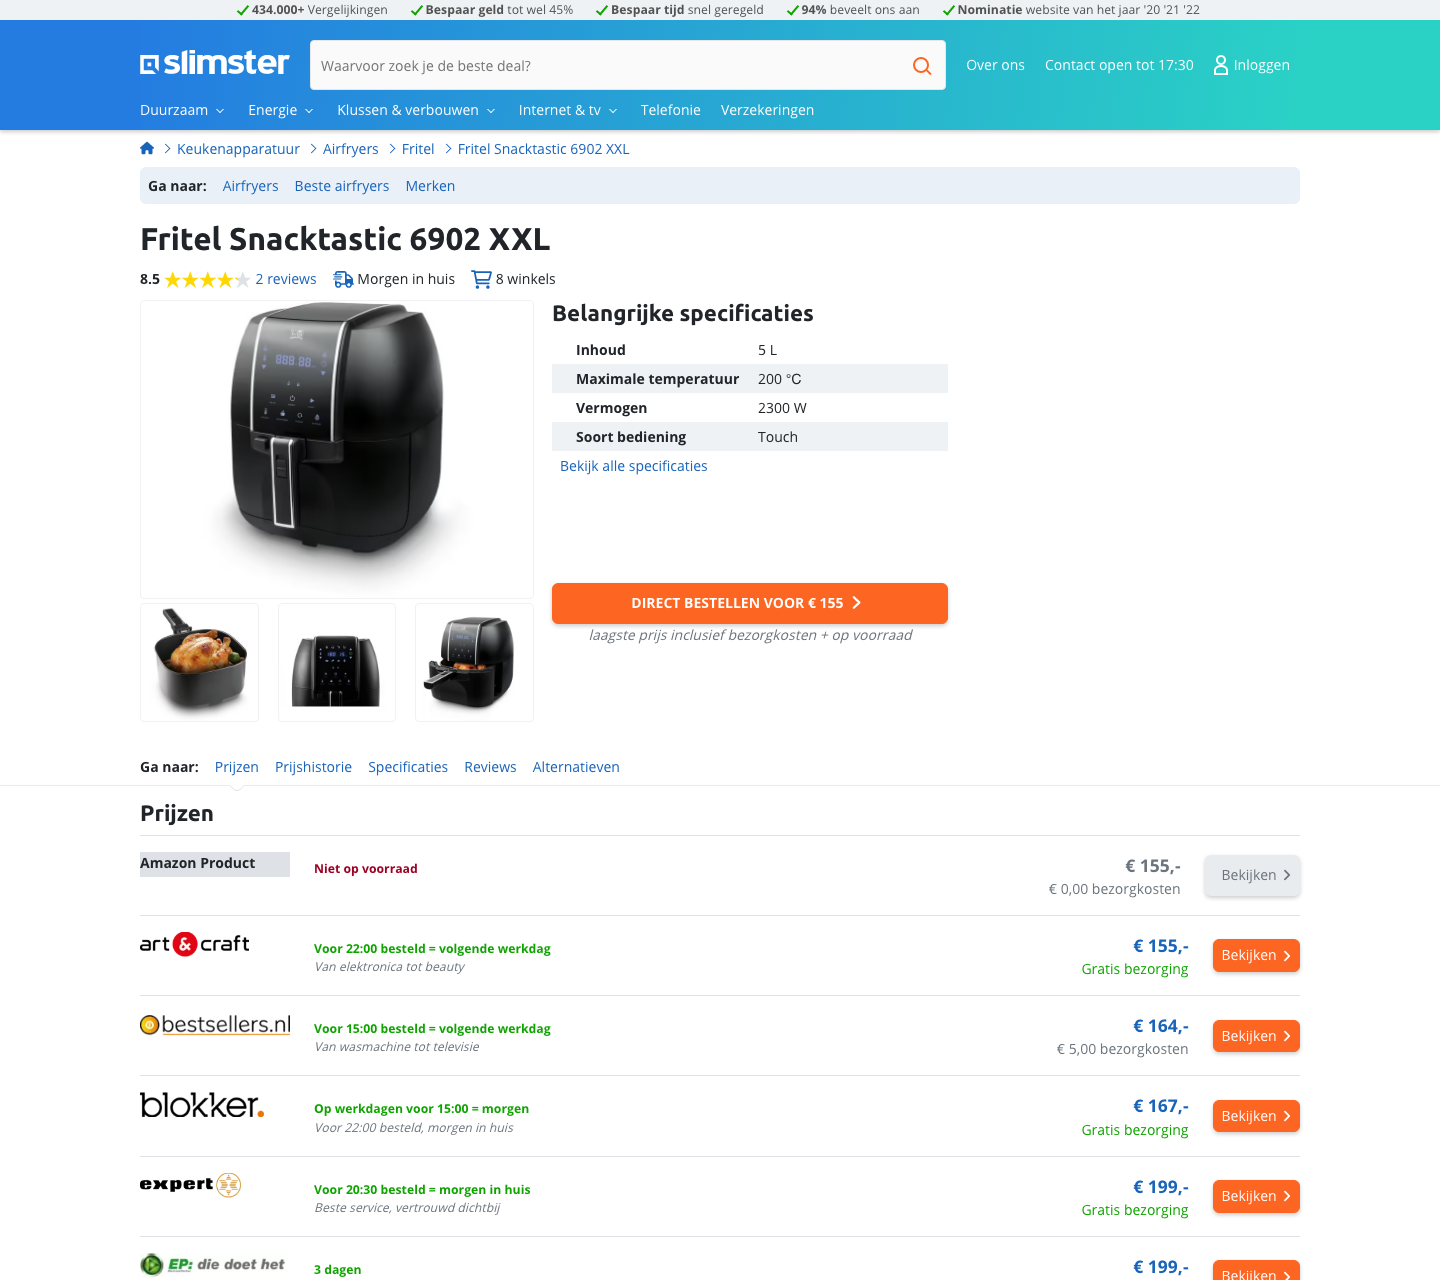 434.000+ Vergelijkingen Bespaar geld tot wel 45% Bespaar tijd snel geregeld 94% beveelt ons aan Nominatie website van het jaar '20 '21 '22
slimster
Waarvoor zoek je de beste deal?
Over ons Contact open tot 17:30 Inloggen
Duurzaam Energie Klussen & verbouwen Internet & tv Telefonie Verzekeringen
Keukenapparatuur Airfryers Fritel Fritel Snacktastic 6902 XXL
Ga naar: Airfryers Beste airfryers Merken
Fritel Snacktastic 6902 XXL
8.5 2 reviews Morgen in huis 8 winkels
Belangrijke specificaties
Inhoud 5 L
Maximale temperatuur 200 °C
Vermogen 2300 W
Soort bediening Touch
Bekijk alle specificaties
DIRECT BESTELLEN VOOR € 155
laagste prijs inclusief bezorgkosten + op voorraad
Ga naar: Prijzen Prijshistorie Specificaties Reviews Alternatieven
Prijzen
Amazon Product
Niet op voorraad
€ 155,-
€ 0,00 bezorgkosten
Bekijken
art & craft
Voor 22:00 besteld = volgende werkdag
Van elektronica tot beauty
€ 155,-
Gratis bezorging
Bekijken
bestsellers.nl
Voor 15:00 besteld = volgende werkdag
Van wasmachine tot televisie
€ 164,-
€ 5,00 bezorgkosten
Bekijken
blokker.
Op werkdagen voor 15:00 = morgen
Voor 22:00 besteld, morgen in huis
€ 167,-
Gratis bezorging
Bekijken
expert
Voor 20:30 besteld = morgen in huis
Beste service, vertrouwd dichtbij
€ 199,-
Gratis bezorging
Bekijken
EP: die doet het
3 dagen
€ 199,-
Bekijken